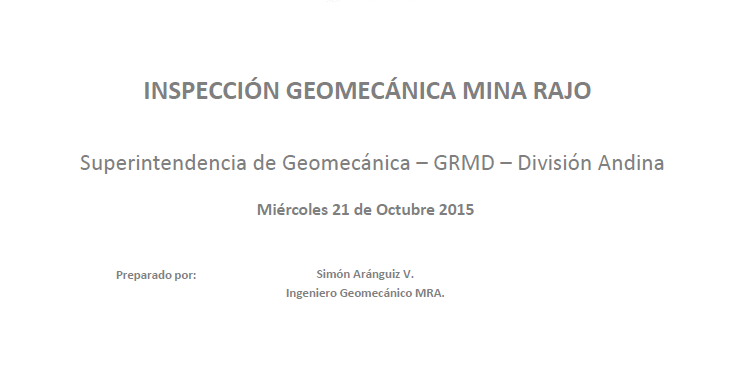 INSPECCIÓN GEOMECÁNICA MINA RAJO
Superintendencia de Geomecánica – GRMD – División Andina
Miércoles 21 de Octubre 2015
Preparado por:
Simón Aránguiz V.
Ingeniero Geomecánico MRA.